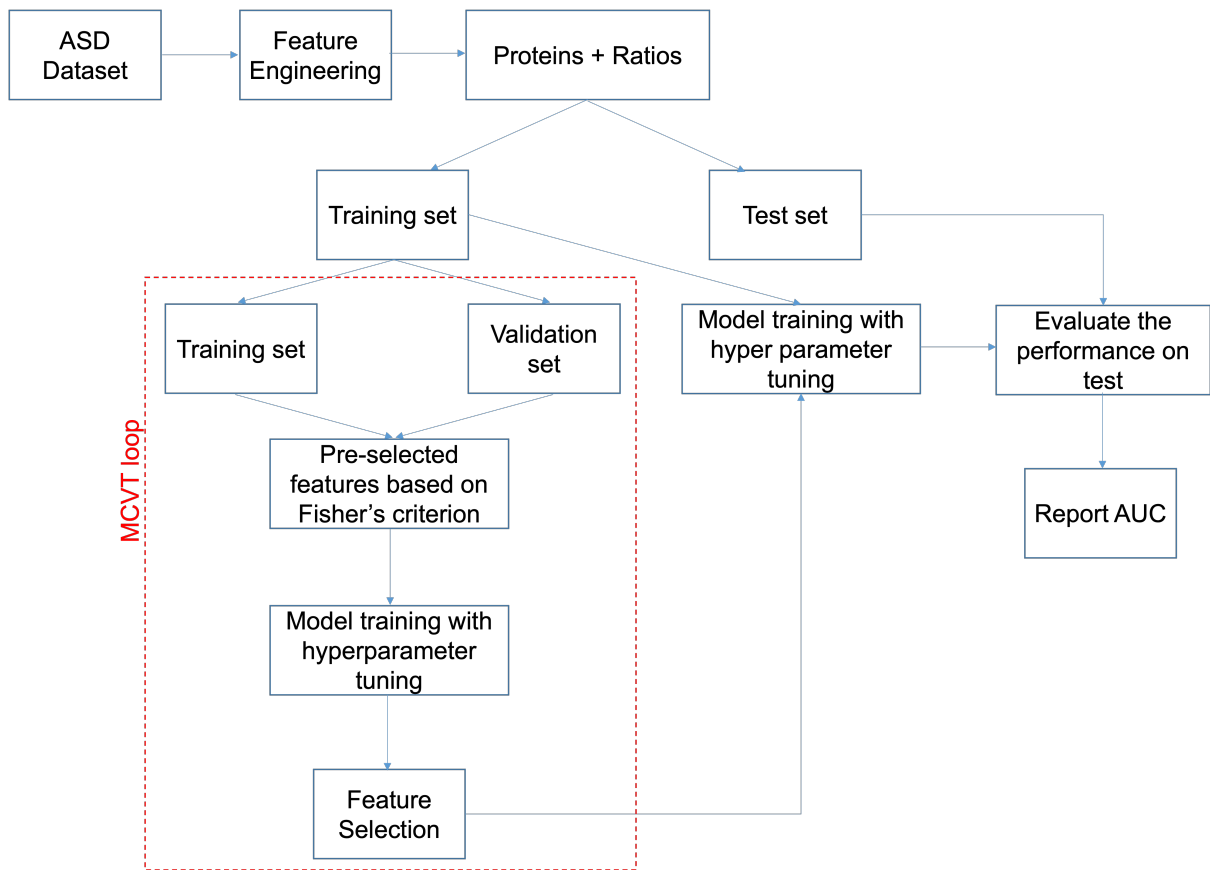 ASD
Dataset
Feature
Engineering
Proteins + Ratios
Training set
Test set
MCVT loop
Training set
Validation
set
Model training with
hyper parameter
tuning
Evaluate the
performance on
test
Pre-selected
features based on
Fisher’s criterion
Report AUC
Model training with
hyperparameter
tuning
Feature
Selection